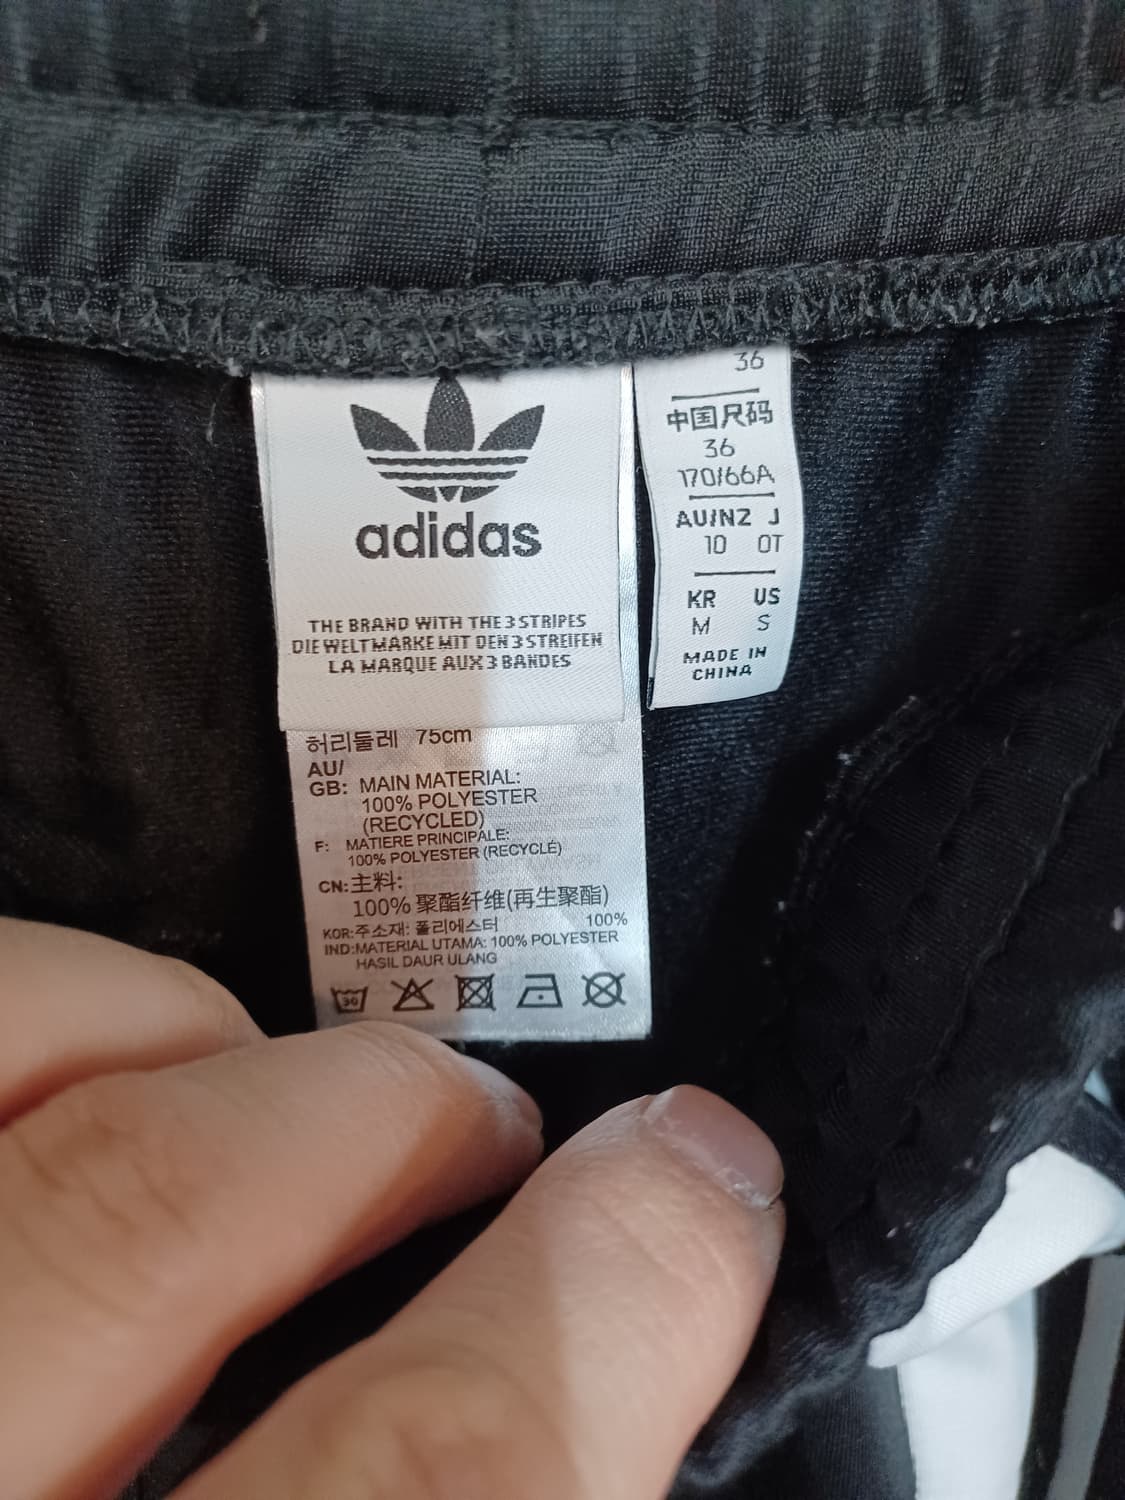 adidas
THE BRAND WITH THE 3 STRIPES
DIE WELTMARKE MIT DEN 3 STREIFEN
LA MARQUE AUX 3 BANDES
허리둘레 75cm
AU/
GB: MAIN MATERIAL:
100% POLYESTER
(RECYCLED)
F: MATIERE PRINCIPALE:
100% POLYESTER (RECYCLÉ)
CN: 主料:
100% 聚酯纤维(再生聚酯)
KOR: 주소재: 폴리에스터 100%
IND: MATERIAL UTAMA: 100% POLYESTER
HASIL DAUR ULANG
30
36
中国尺码
36
170/66A
AU/NZ J
10 OT
KR US
M S
MADE IN
CHINA